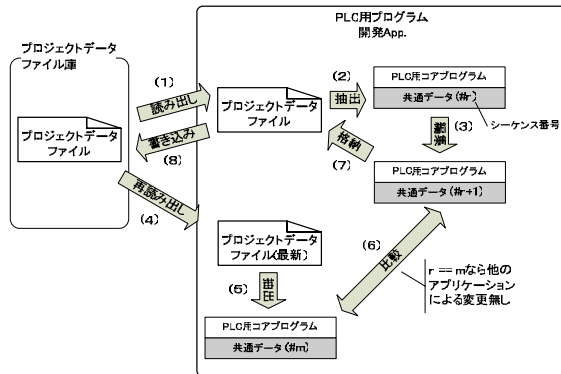 PLC用プログラム
開発App.
プロジェクトデータ
ファイル庫
プロジェクトデータ
ファイル
(1)
読み出し
書き込み
(8)
再読み出し
(4)
プロジェクトデータ
ファイル
(2)
抽出
PLC用コアプログラム
共通データ(#r)
シーケンス番号
(3)
編集
(7)
格納
PLC用コアプログラム
共通データ(#r+1)
プロジェクトデータ
ファイル(最新)
(5)
抽出
(6)
比較
r == mなら他の
アプリケーション
による変更無し
PLC用コアプログラム
共通データ(#m)